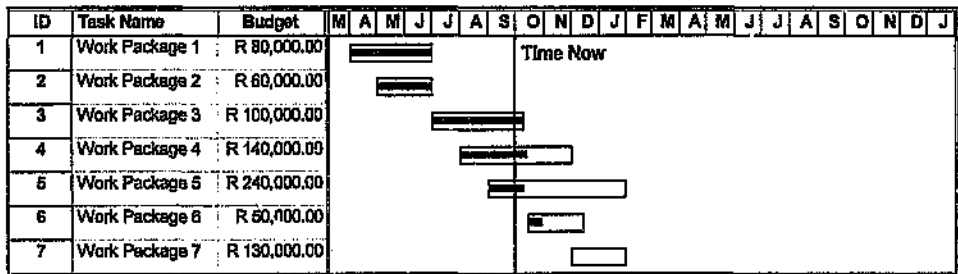 ID Task Name Budget M A M J J A S O N D J F M A M J J A S O N D J
1 Work Package 1 R 80,000.00 Time Now
2 Work Package 2 R 60,000.00
3 Work Package 3 R 100,000.00
4 Work Package 4 R 140,000.00
5 Work Package 5 R 240,000.00
6 Work Package 6 R 50,000.00
7 Work Package 7 R 130,000.00